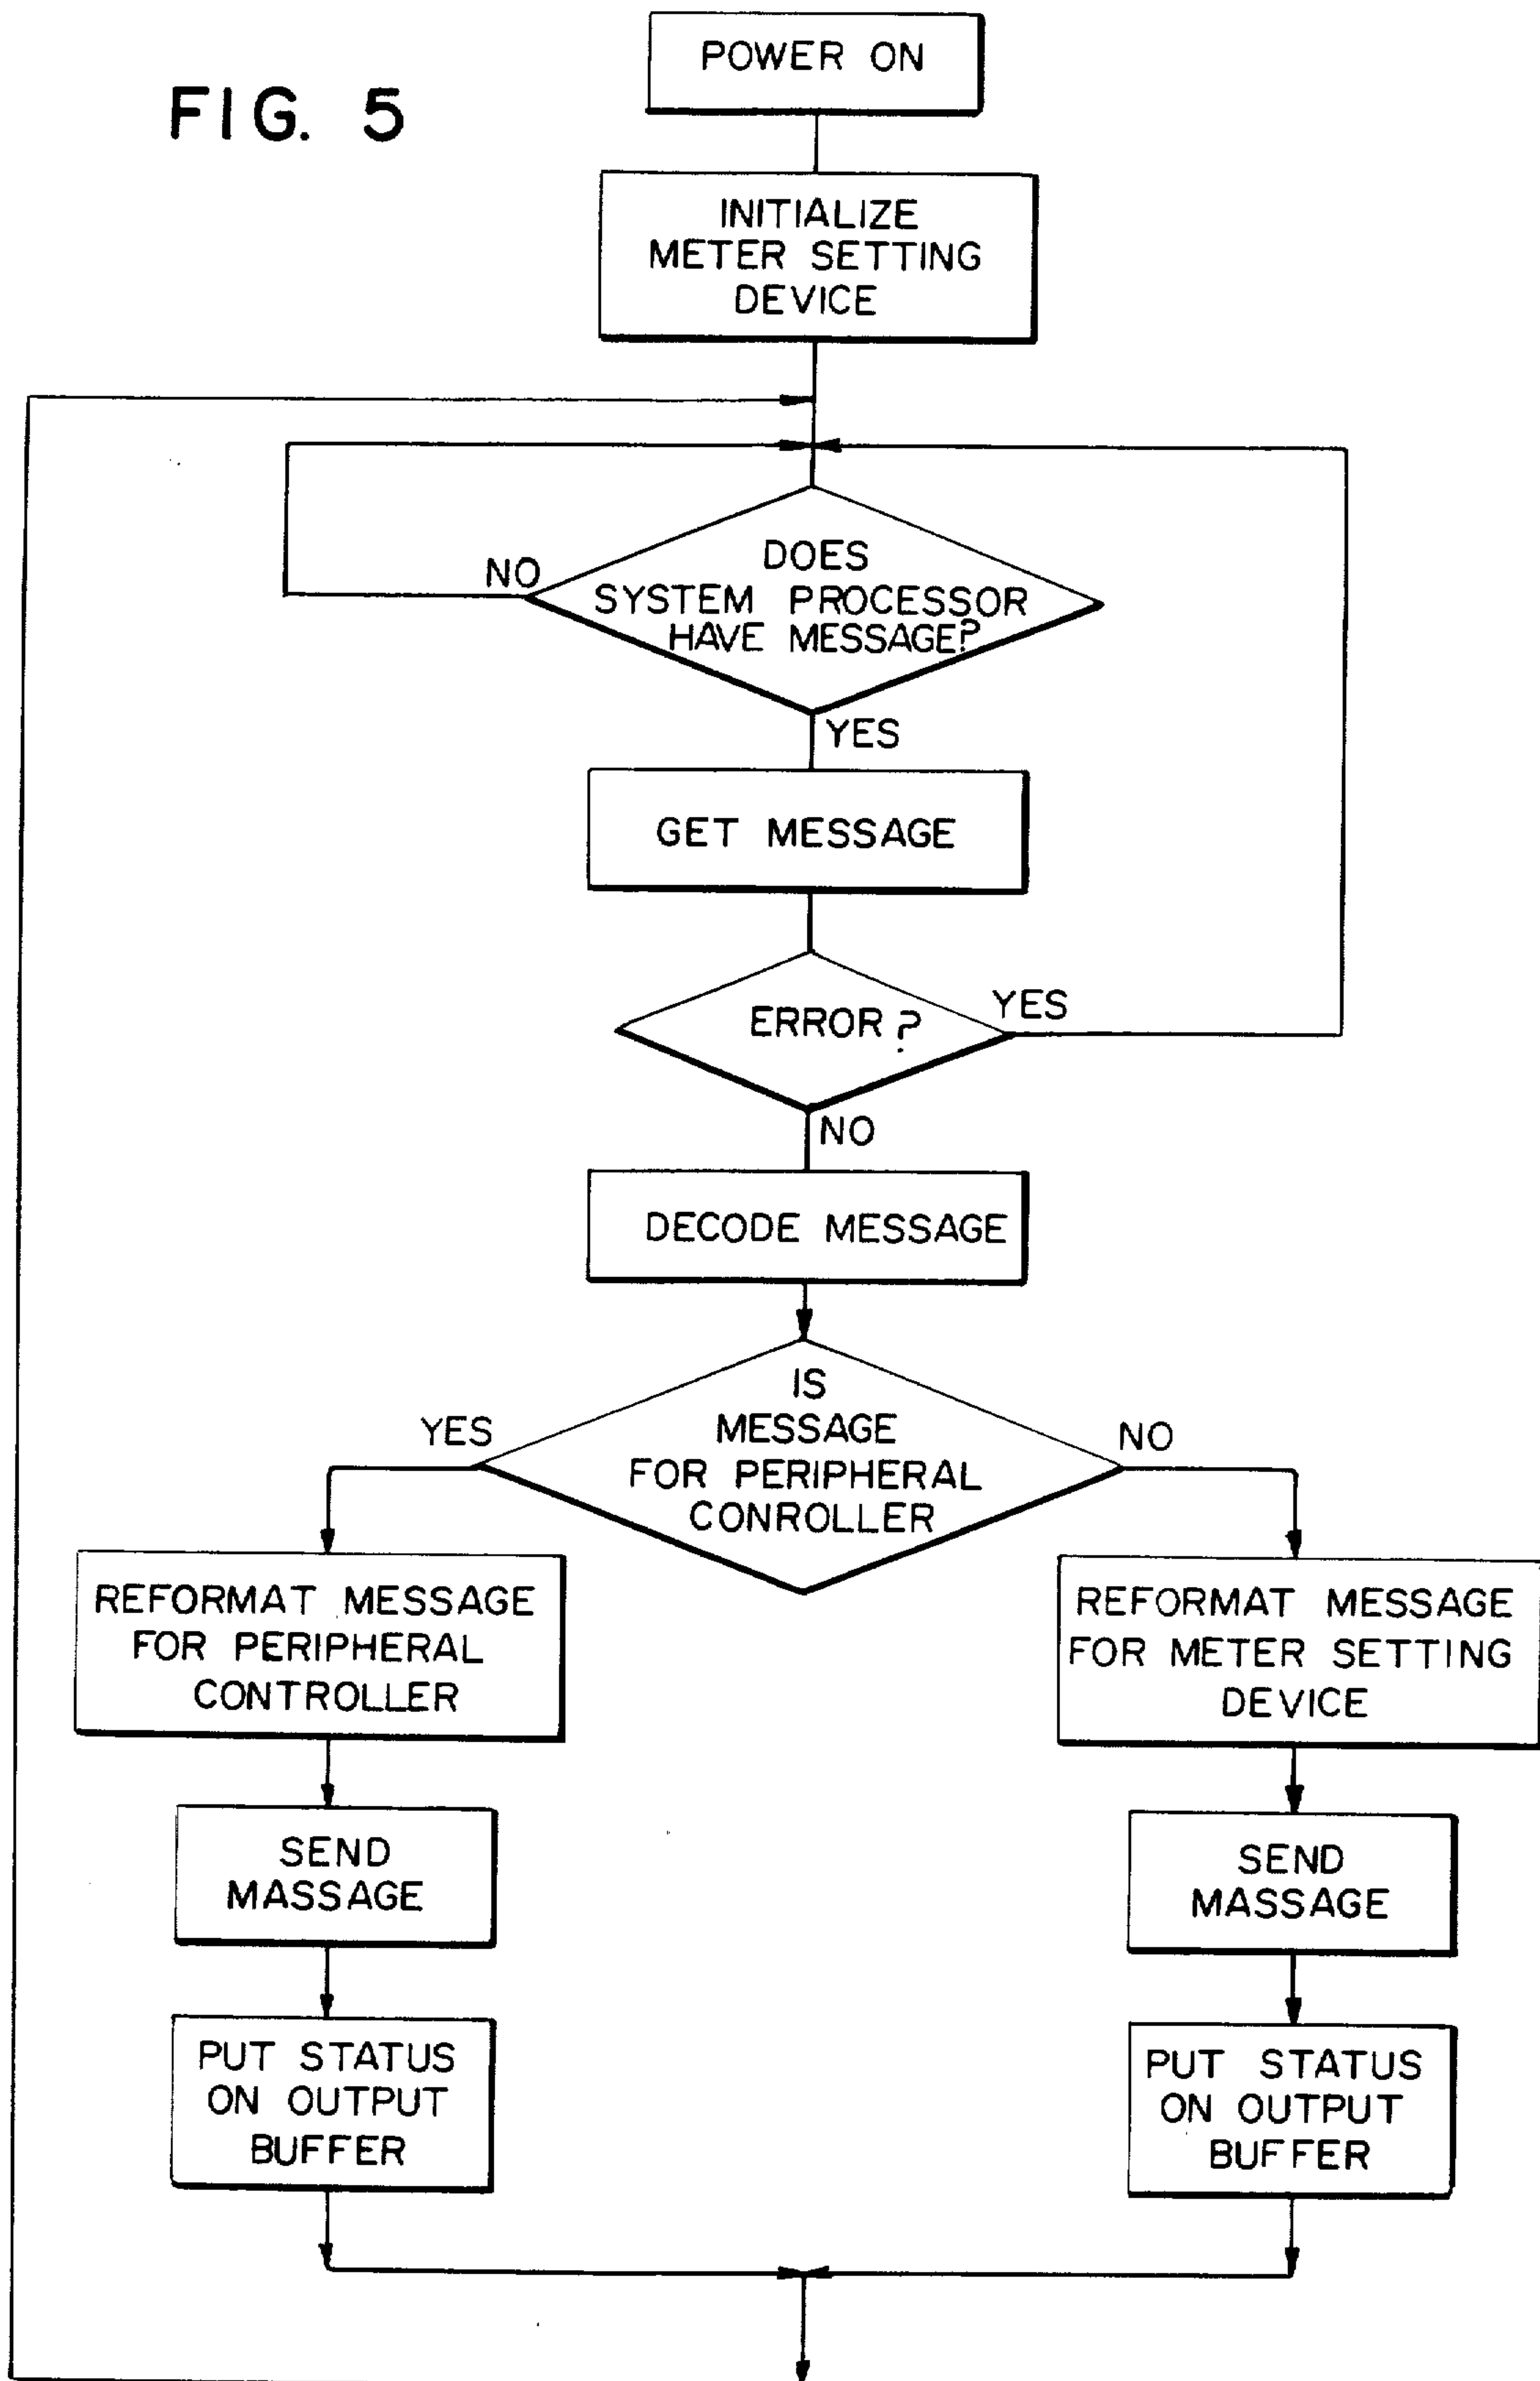 FIG. 5
POWER ON
INITIALIZE
METER SETTING
DEVICE
DOES
SYSTEM PROCESSOR
HAVE MESSAGE?
NO
YES
GET MESSAGE
ERROR?
YES
NO
DECODE MESSAGE
IS
MESSAGE
FOR PERIPHERAL
CONROLLER
YES
NO
REFORMAT MESSAGE
FOR PERIPHERAL
CONTROLLER
SEND
MASSAGE
PUT STATUS
ON OUTPUT
BUFFER
REFORMAT MESSAGE
FOR METER SETTING
DEVICE
SEND
MASSAGE
PUT STATUS
ON OUTPUT
BUFFER